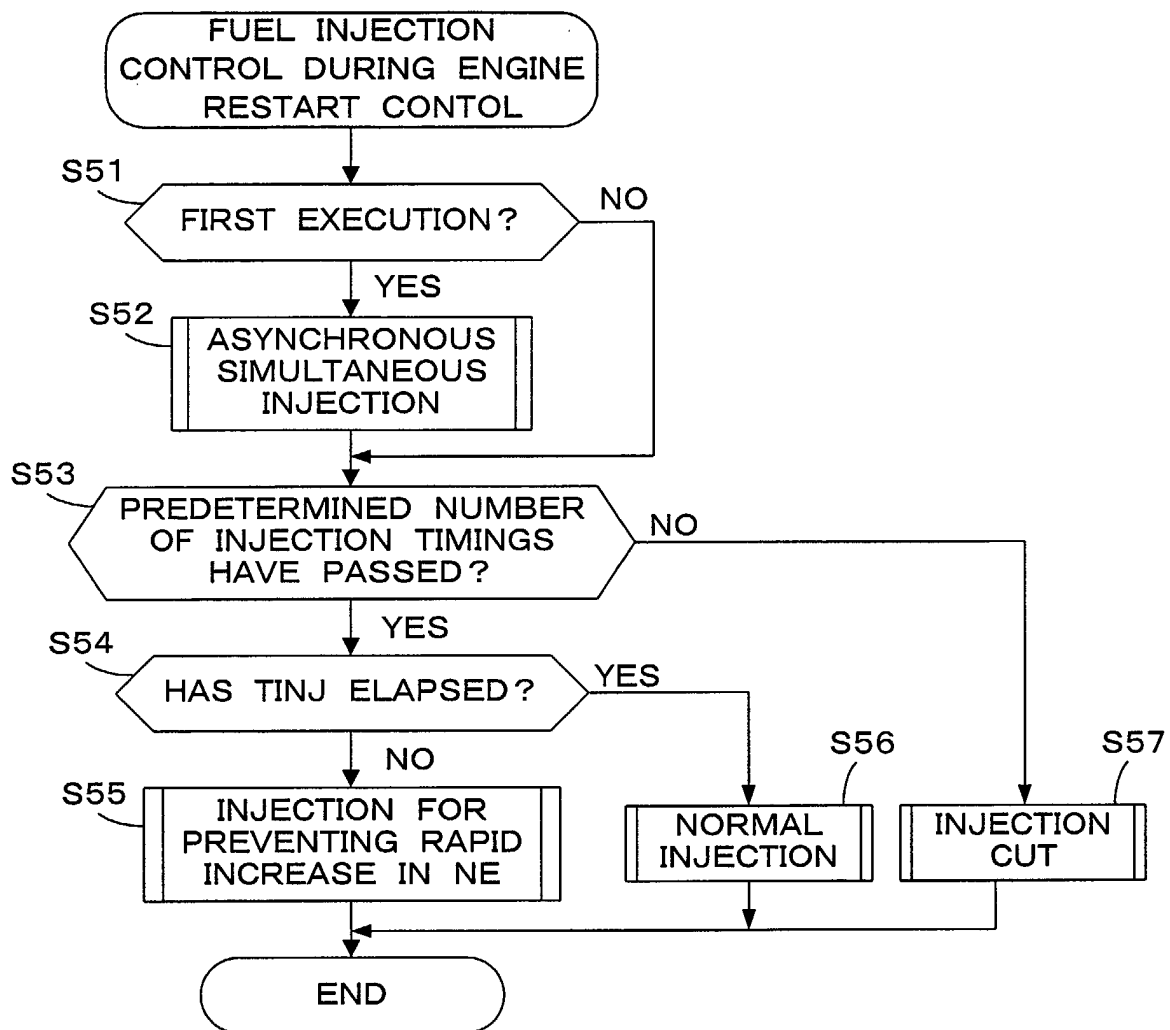 FUEL INJECTION
CONTROL DURING ENGINE
RESTART CONTOL
S51
FIRST EXECUTION?
NO
YES
S52
ASYNCHRONOUS
SIMULTANEOUS
INJECTION
S53
PREDETERMINED NUMBER
OF INJECTION TIMINGS
HAVE PASSED?
NO
YES
S54
HAS TINJ ELAPSED?
YES
NO
S55
INJECTION FOR
PREVENTING RAPID
INCREASE IN NE
S56
NORMAL
INJECTION
S57
INJECTION
CUT
END